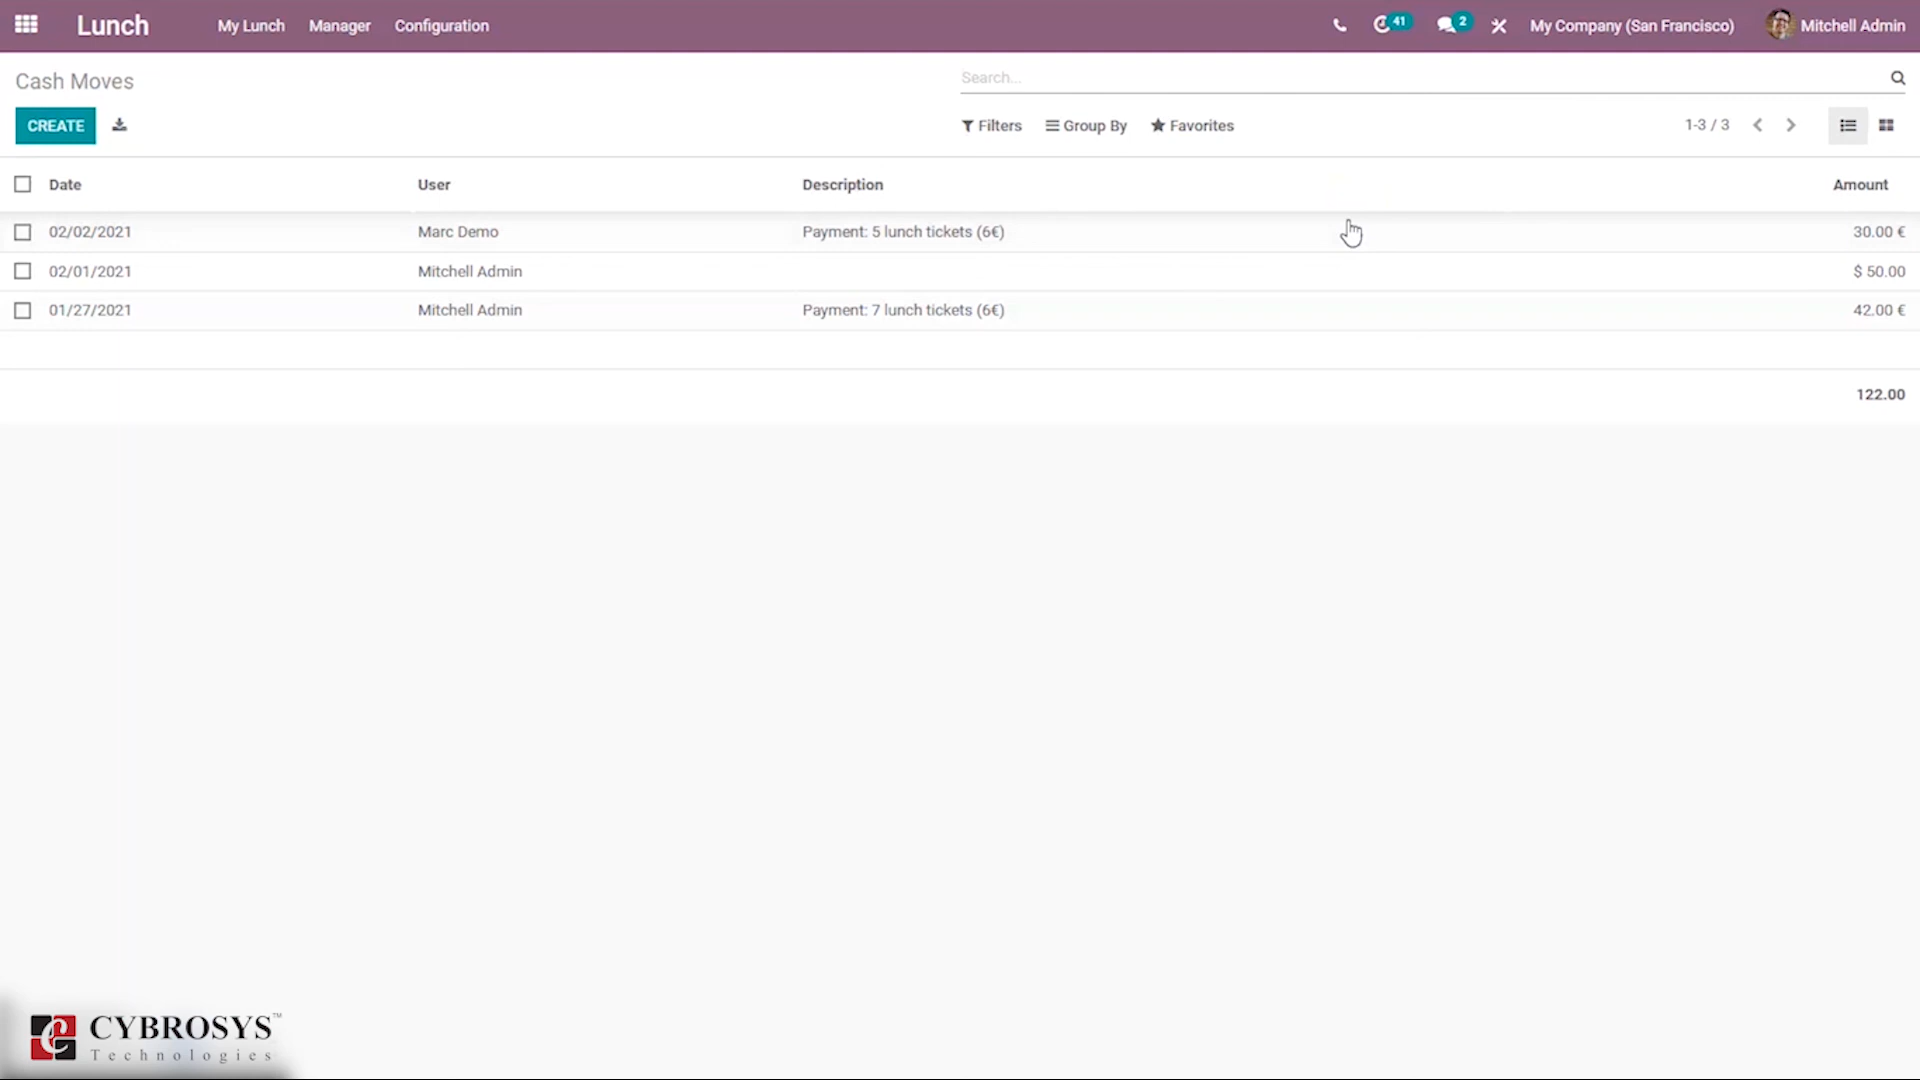 Lunch My Lunch Manager Configuration 41 2 My Company (San Francisco) Mitchell Admin
Cash Moves Search...
CREATE Filters Group By Favorites 1-3 / 3
Date User Description Amount
02/02/2021 Marc Demo Payment: 5 lunch tickets (6€) 30.00 €
02/01/2021 Mitchell Admin $ 50.00
01/27/2021 Mitchell Admin Payment: 7 lunch tickets (6€) 42.00 €
122.00
CYBROSYS™
Technologies